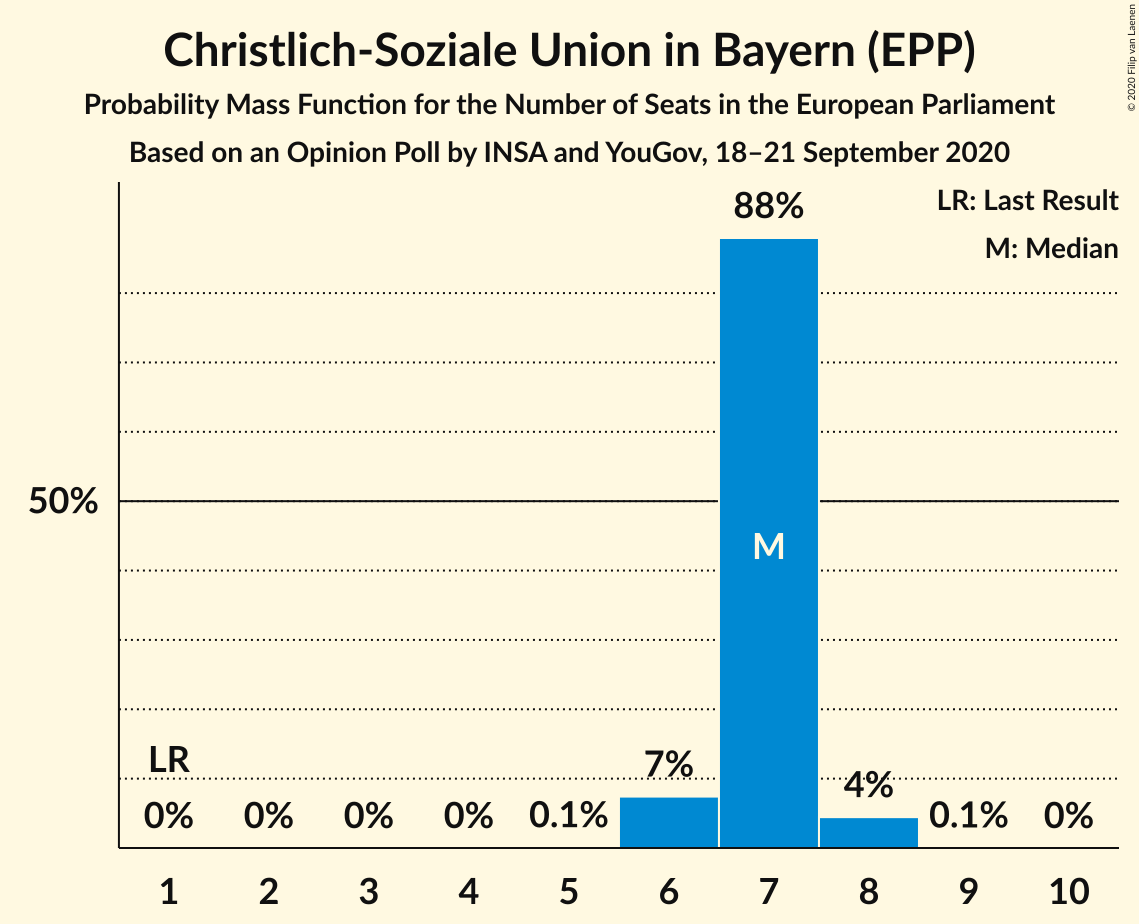 Christlich-Soziale Union in Bayern (EPP)
Probability Mass Function for the Number of Seats in the European Parliament
Based on an Opinion Poll by INSA and YouGov, 18–21 September 2020
© 2020 Filip van Laenen
LR: Last Result
M: Median
88%
50%
M
LR
7%
4%
0%
0%
0%
0%
0.1%
0.1%
0%
1
2
3
4
5
6
7
8
9
10